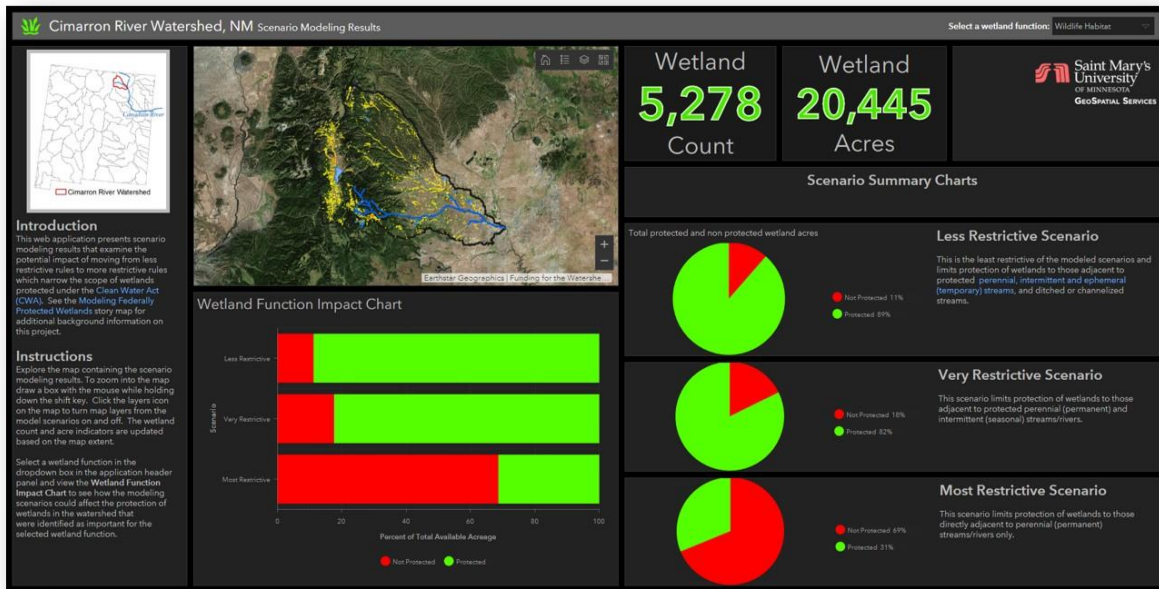 Cimarron River Watershed, NM Scenario Modeling Results
Select a wetland function: Wildlife Habitat
Cimarron River
Cimarron River Watershed
Introduction
This web application presents scenario
modeling results that examine the
potential impact of moving from less
restrictive rules to more restrictive rules
which narrow the scope of wetlands
protected under the Clean Water Act
(CWA). See the Modeling Federally
Protected Wetlands story map for
additional background information on
this project.
Instructions
Explore the map containing the scenario
modeling results. To zoom into the map
draw a box with the mouse while holding
down the shift key. Click the layers icon
on the map to turn map layers from the
model scenarios on and off. The wetland
count and acre indicators are updated
based on the map extent.
Select a wetland function in the
dropdown box in the application header
panel and view the Wetland Function
Impact Chart to see how the modeling
scenarios could affect the protection of
wetlands in the watershed that
were identified as important for the
selected wetland function.
+
−
Earthstar Geographics | Funding for the Watershe ...
Wetland Function Impact Chart
Scenario
Less Restrictive
Very Restrictive
Most Restrictive
0 20 40 60 80 100
Percent of Total Available Acreage
Not Protected Protected
Wetland
5,278
Count
Wetland
20,445
Acres
Saint Mary's
University
OF MINNESOTA
GEOSPATIAL SERVICES
Scenario Summary Charts
Total protected and non protected wetland acres
Not Protected 11%
Protected 89%
Less Restrictive Scenario
This is the least restrictive of the modeled scenarios and
limits protection of wetlands to those adjacent to
protected perennial, intermittent and ephemeral
(temporary) streams, and ditched or channelized
streams.
Not Protected 18%
Protected 82%
Very Restrictive Scenario
This scenario limits protection of wetlands to those
adjacent to protected perennial (permanent) and
intermittent (seasonal) streams/rivers.
Not Protected 69%
Protected 31%
Most Restrictive Scenario
This scenario limits protection of wetlands to those
directly adjacent to perennial (permanent)
streams/rivers only.